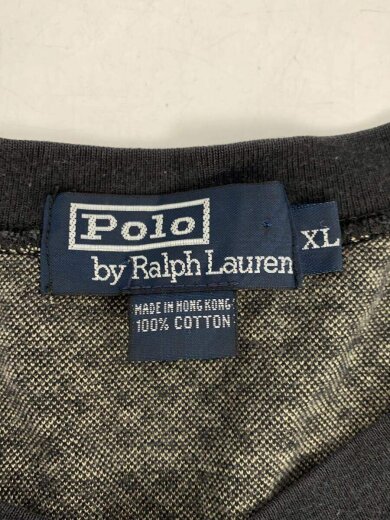 Polo
by Ralph Lauren
XL
MADE IN HONG KONG
100% COTTON